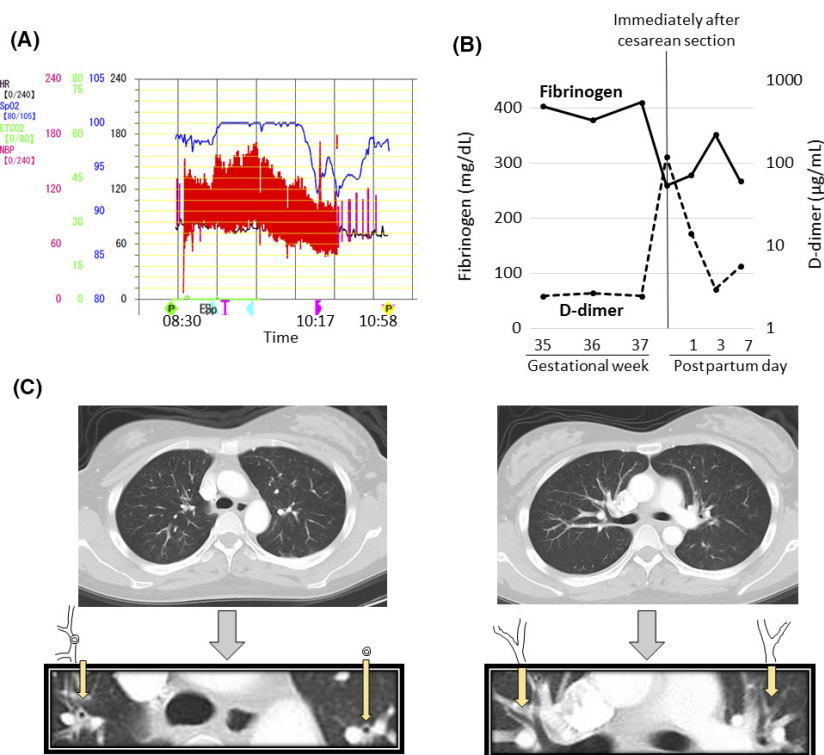 (A)
240 80 105 240
75
HR
【0/240】
SpO2
【80/105】
ETCO2
【0/80】
NBP
【0/240】
180 60 100 180
95
120 45 120
90
60 30 60
85
15
0 0 80 0
P EBp T P
08:30 10:17 10:58
Time
(B)
Immediately after
cesarean section
Fibrinogen
D-dimer
Fibrinogen (mg/dL)
400
300
200
100
0
D-dimer (μg/mL)
1000
100
10
1
35 36 37 1 3 7
Gestational week Postpartum day
(C)